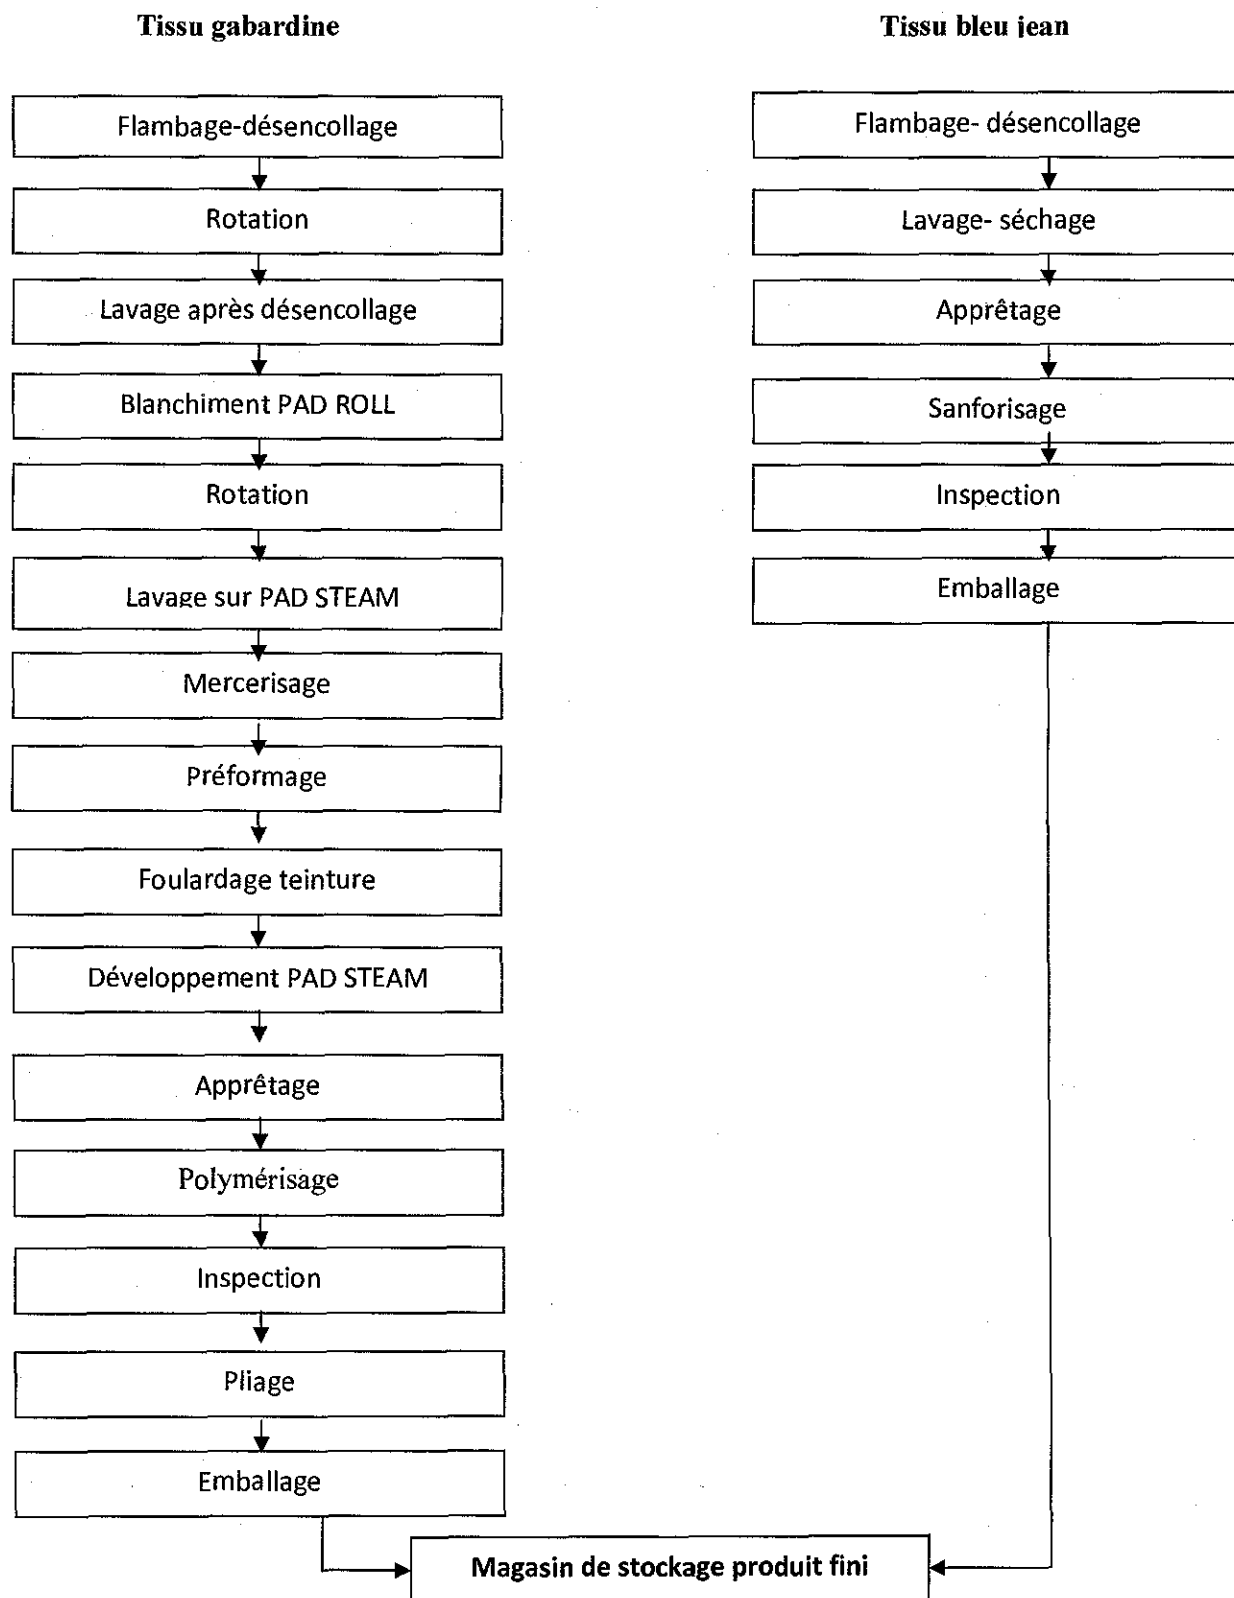 Tissu gabardine
Flambage-désencollage
Rotation
Lavage après désencollage
Blanchiment PAD ROLL
Rotation
Lavage sur PAD STEAM
Mercerisage
Préformage
Foulardage teinture
Développement PAD STEAM
Apprêtage
Polymérisage
Inspection
Pliage
Emballage
Tissu bleu jean
Flambage- désencollage
Lavage- séchage
Apprêtage
Sanforisage
Inspection
Emballage
Magasin de stockage produit fini